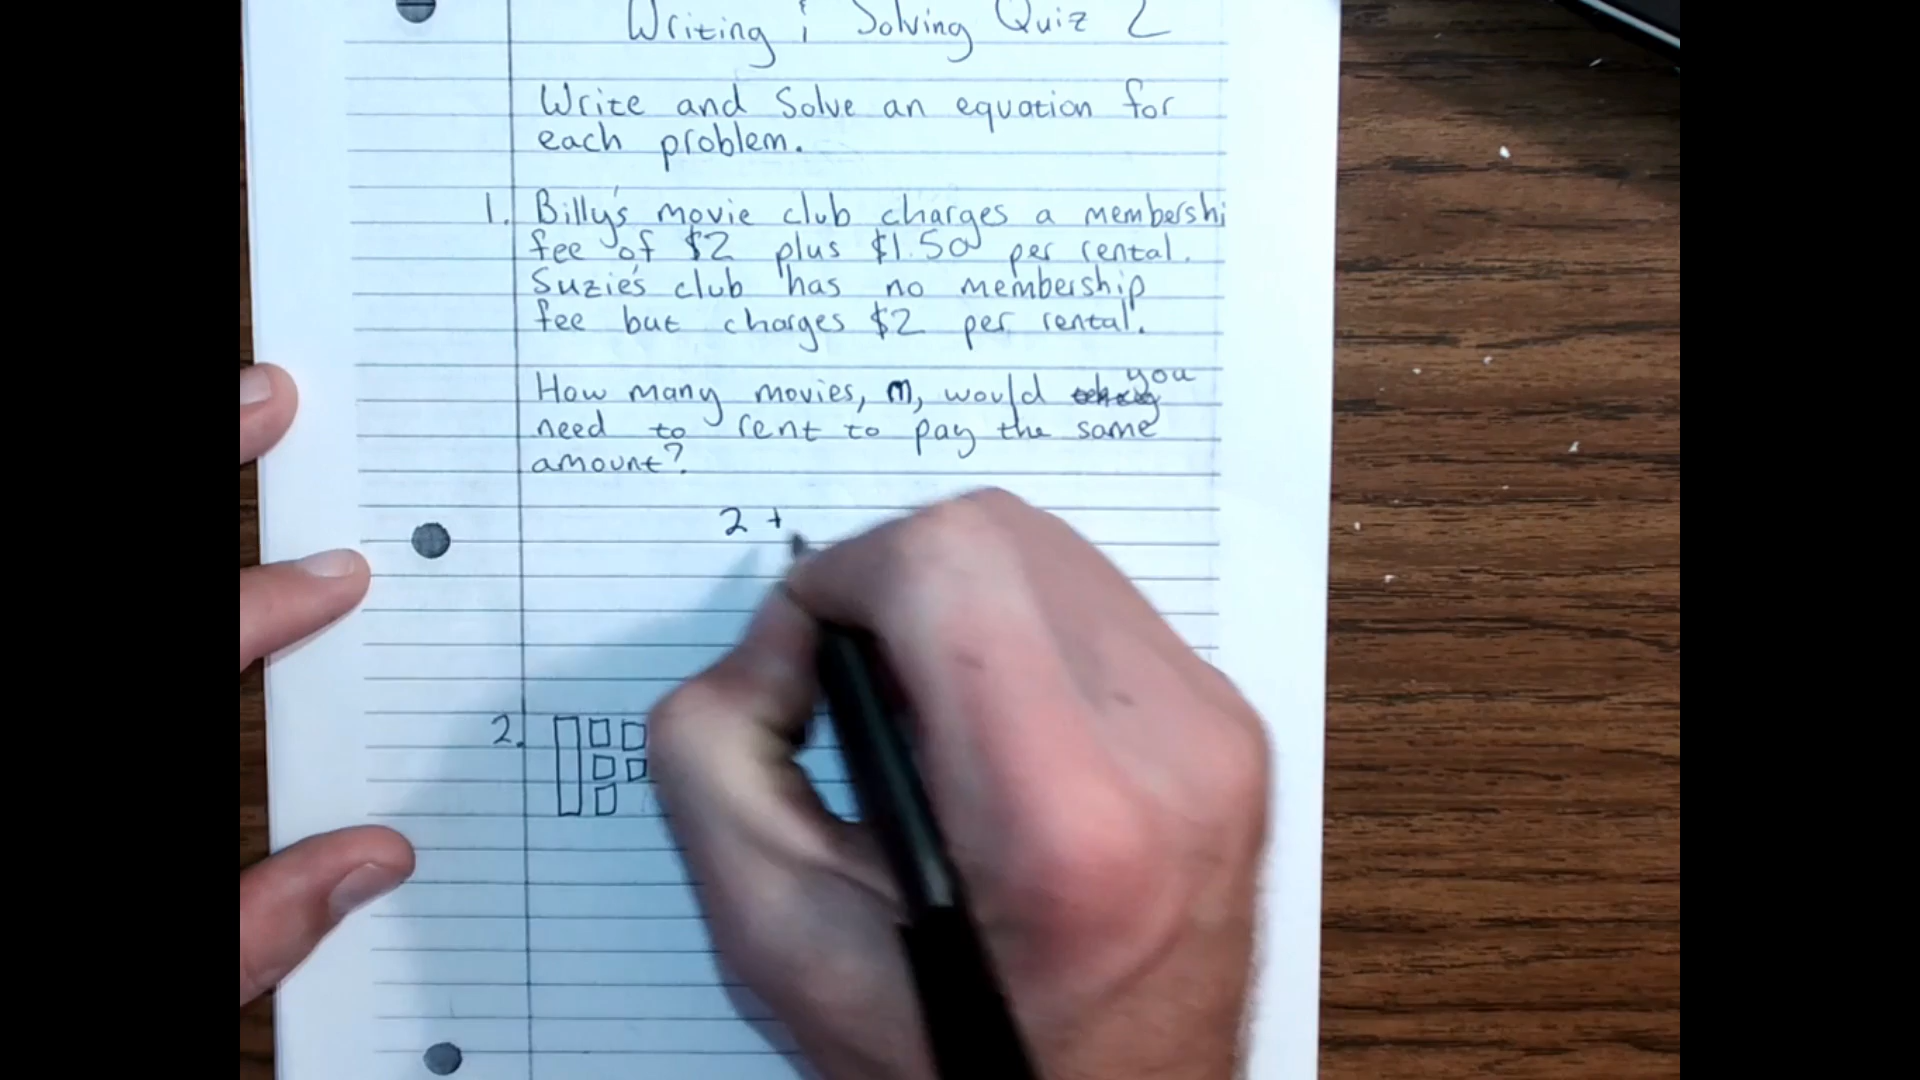 Writing & Solving Quiz 2
Write and Solve an equation for
each problem.
1. Billy's movie club charges a membershi
fee of $2 plus $1.50 per rental.
Suzie's club has no membership
fee but charges $2 per rental.
How many movies, m, would you
need to rent to pay the same
amount?
2 +
2.